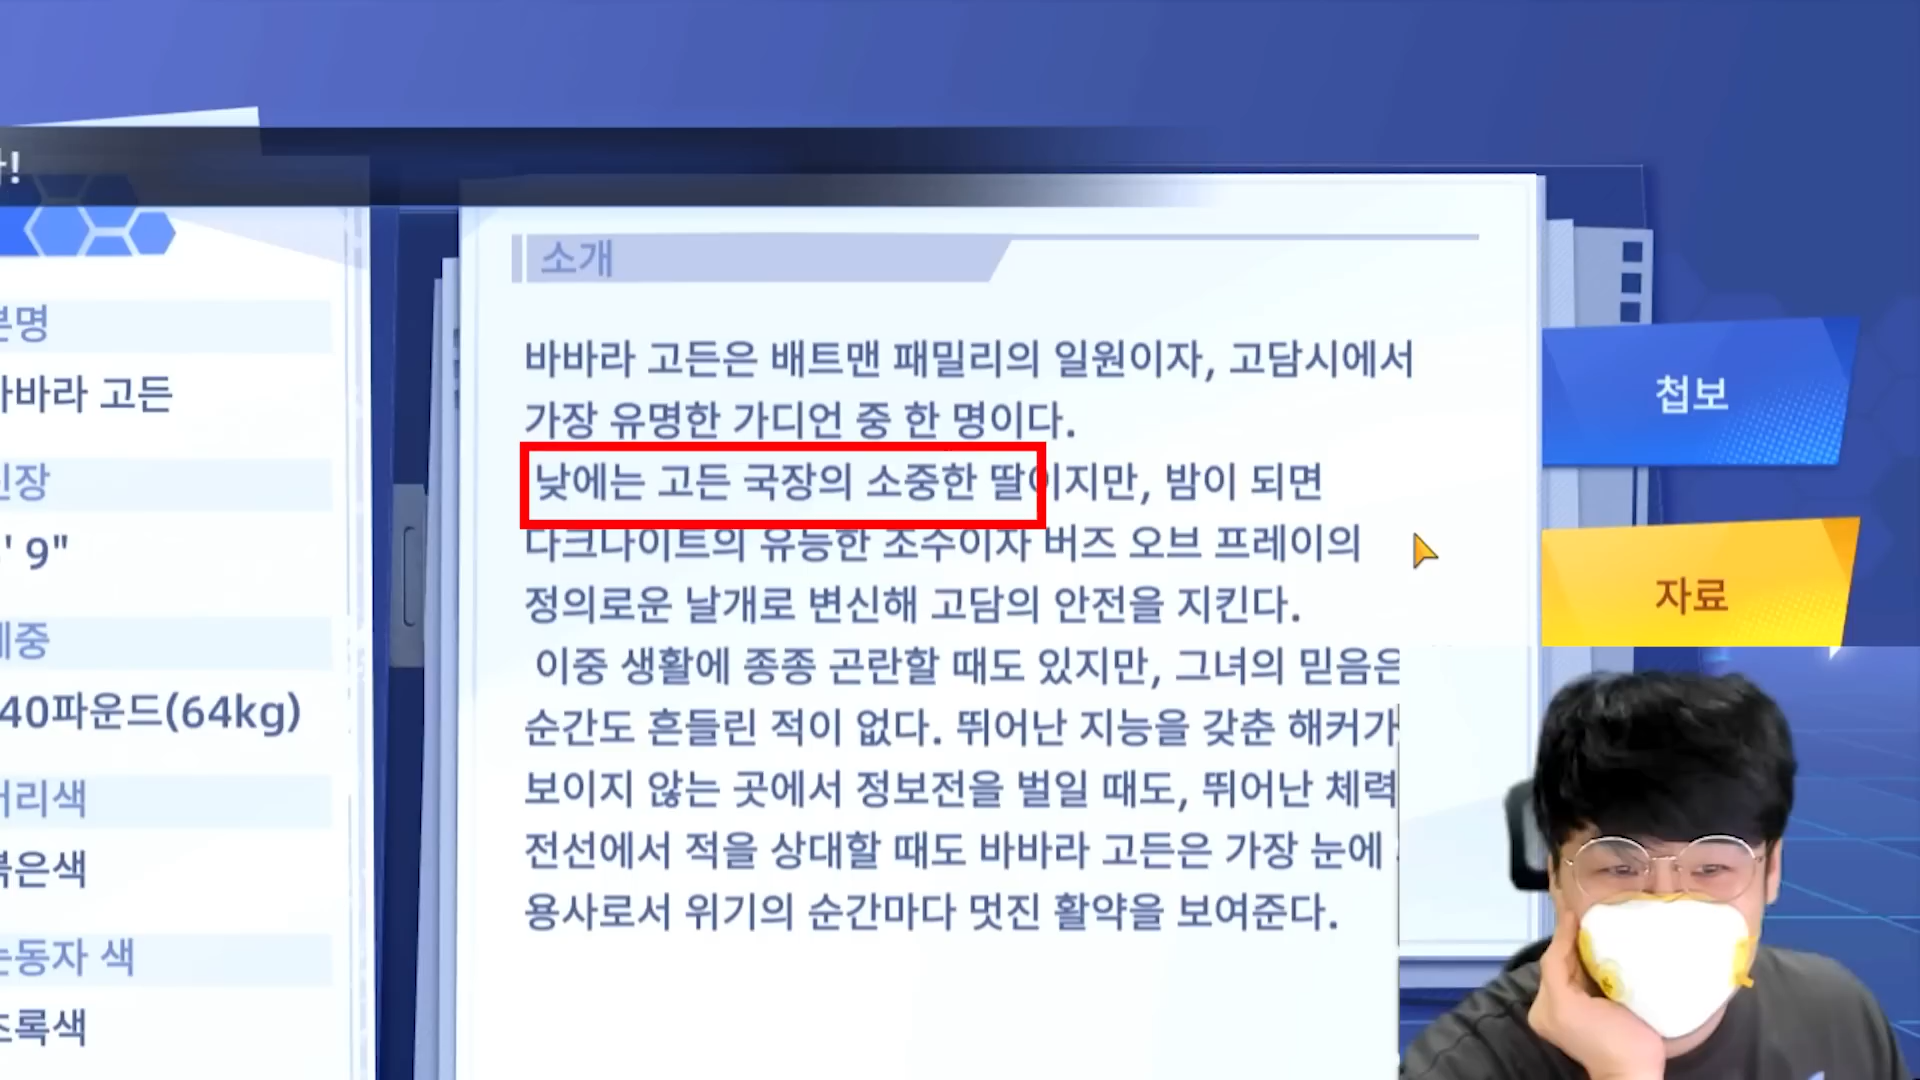 소개
바바라 고든은 배트맨 패밀리의 일원이자, 고담시에서
가장 유명한 가디언 중 한 명이다.
낮에는 고든 국장의 소중한 딸이지만, 밤이 되면
다크나이트의 유능한 조수이자 버즈 오브 프레이의
정의로운 날개로 변신해 고담의 안전을 지킨다.
이중 생활에 종종 곤란할 때도 있지만, 그녀의 믿음은
순간도 흔들린 적이 없다. 뛰어난 지능을 갖춘 해커가
보이지 않는 곳에서 정보전을 벌일 때도, 뛰어난 체력
전선에서 적을 상대할 때도 바바라 고든은 가장 눈에
용사로서 위기의 순간마다 멋진 활약을 보여준다.
본명
바바라 고든
신장
' 9"
체중
40파운드(64kg)
머리색
붉은색
눈동자 색
초록색
첩보
자료